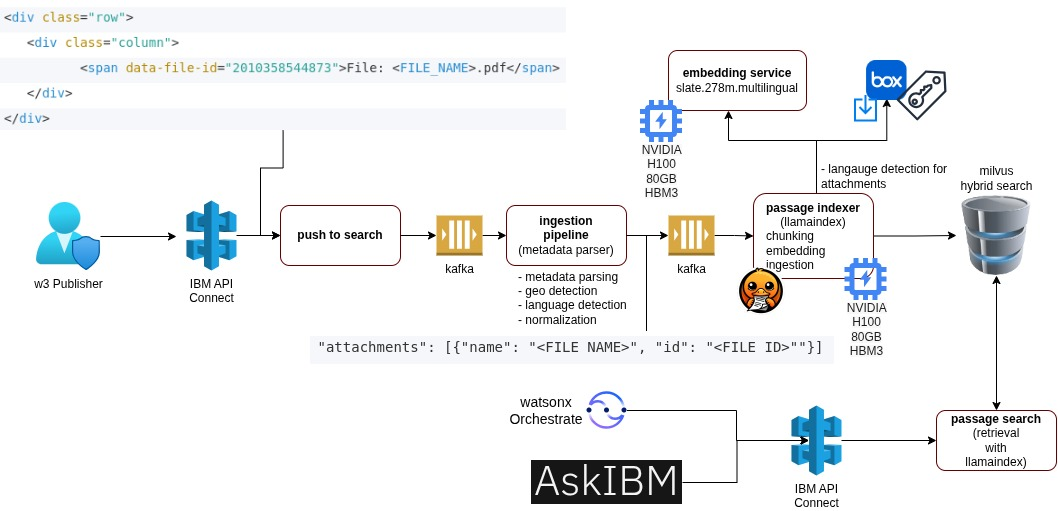 <div class="row">
<div class="column">
<span data-file-id="2010358544873">File: <FILE_NAME>.pdf</span>
</div>
</div>
embedding service
slate.278m.multilingual
box
NVIDIA
H100
80GB
HBM3
- langauge detection for
attachments
milvus
hybrid search
w3 Publisher
IBM API
Connect
push to search
kafka
ingestion
pipeline
(metadata parser)
- metadata parsing
- geo detection
- language detection
- normalization
kafka
passage indexer
(llamaindex)
chunking
embedding
ingestion
NVIDIA
H100
80GB
HBM3
"attachments": [{"name": "<FILE NAME>", "id": "<FILE ID>""}]
watsonx
Orchestrate
AskIBM
IBM API
Connect
passage search
(retrieval
with
llamaindex)